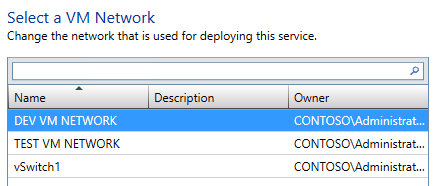 Select a VM Network
Change the network that is used for deploying this service.
Name Description Owner
DEV VM NETWORK CONTOSO\Administrat...
TEST VM NETWORK CONTOSO\Administrat...
vSwitch1 CONTOSO\Administrat...